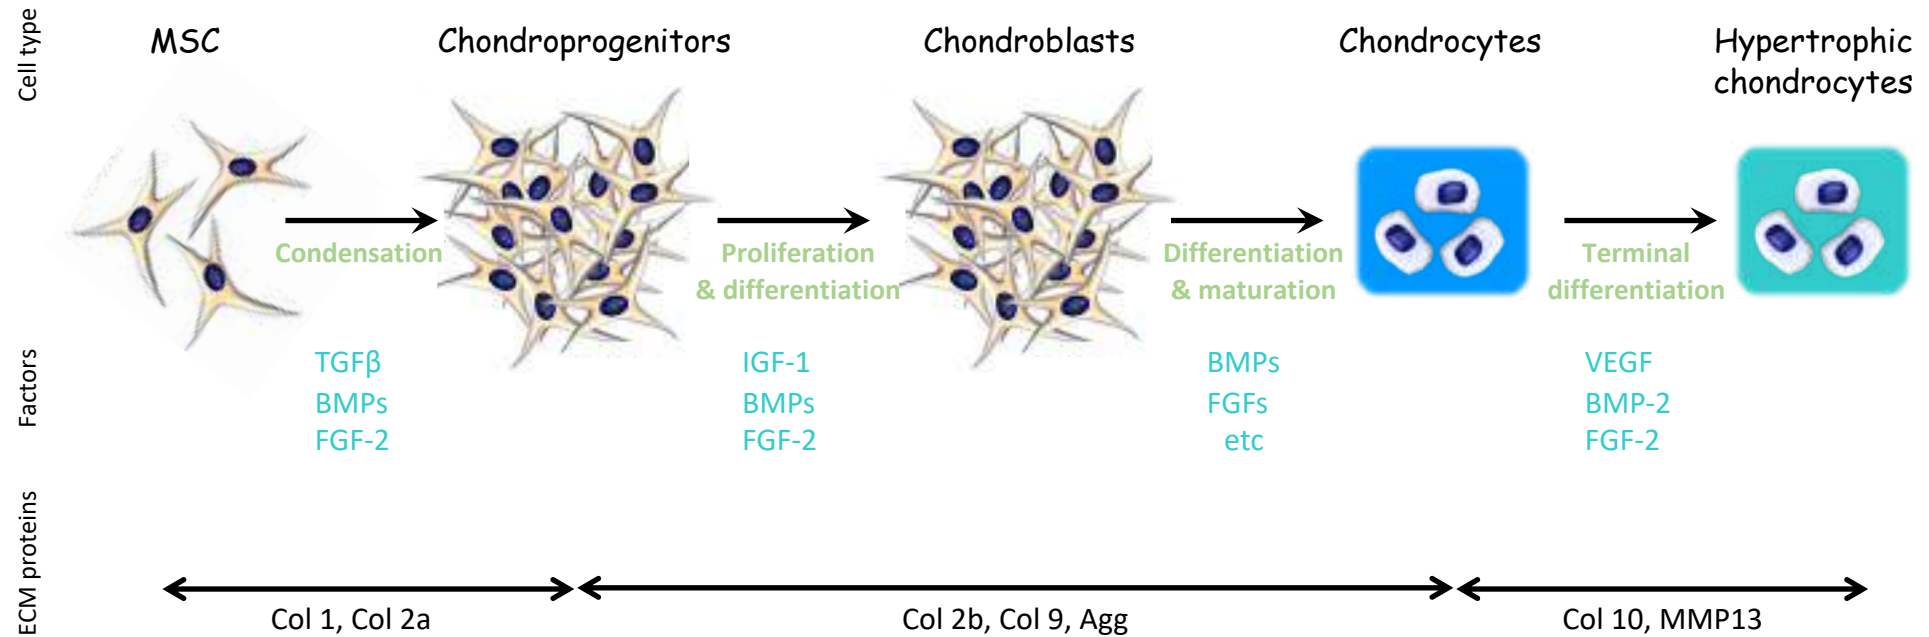 Cell type
MSC
Chondroprogenitors
Chondroblasts
Chondrocytes
Hypertrophic
chondrocytes
Condensation
Proliferation
& differentiation
Differentiation
& maturation
Terminal
differentiation
Factors
TGFβ
BMPs
FGF-2
IGF-1
BMPs
FGF-2
BMPs
FGFs
etc
VEGF
BMP-2
FGF-2
ECM proteins
Col 1, Col 2a
Col 2b, Col 9, Agg
Col 10, MMP13